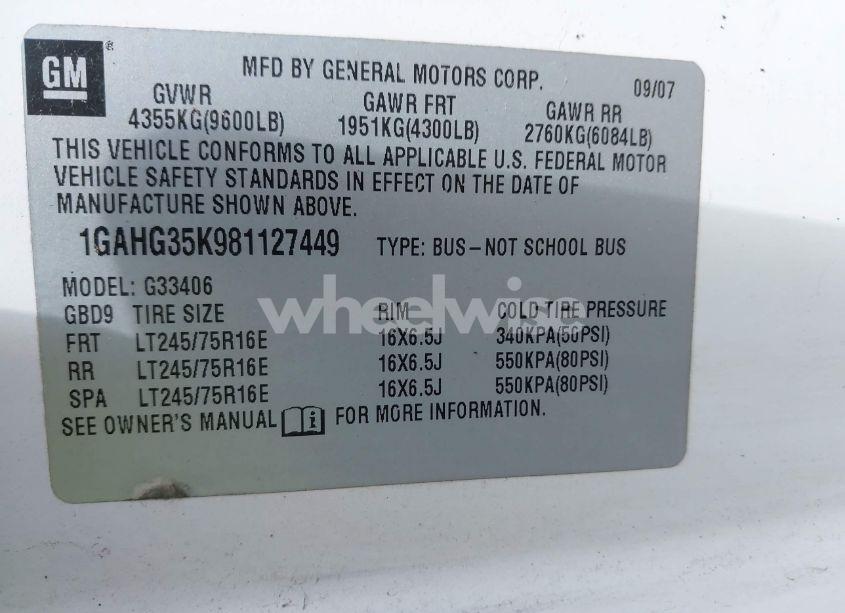 GM®
MFD BY GENERAL MOTORS CORP. 09/07
GVWR GAWR FRT GAWR RR
4355KG(9600LB) 1951KG(4300LB) 2760KG(6084LB)
THIS VEHICLE CONFORMS TO ALL APPLICABLE U.S. FEDERAL MOTOR
VEHICLE SAFETY STANDARDS IN EFFECT ON THE DATE OF
MANUFACTURE SHOWN ABOVE.
1GAHG35K981127449 TYPE: BUS-NOT SCHOOL BUS
MODEL: G33406
GBD9 TIRE SIZE RIM COLD TIRE PRESSURE
wheelwise
FRT LT245/75R16E 16X6.5J 340KPA(50PSI)
RR LT245/75R16E 16X6.5J 550KPA(80PSI)
SPA LT245/75R16E 16X6.5J 550KPA(80PSI)
SEE OWNER'S MANUAL i FOR MORE INFORMATION.